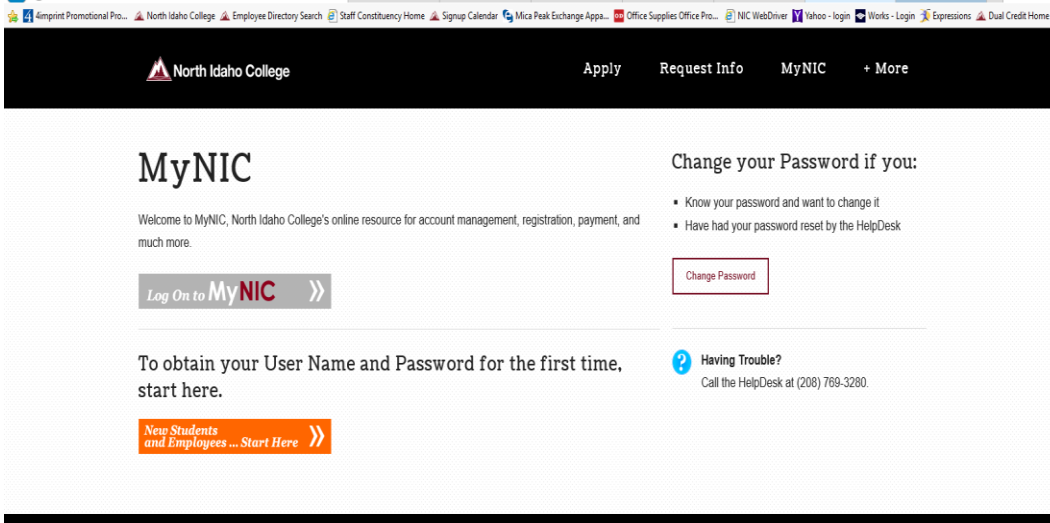 4imprint Promotional Pro... North Idaho College Employee Directory Search Staff Constituency Home Signup Calendar Mica Peak Exchange Appa... OD Office Supplies Office Pro... NIC WebDriver Yahoo - login Works - Login Expressions Dual Credit Home
North Idaho College Apply Request Info MyNIC + More
MyNIC
Welcome to MyNIC, North Idaho College's online resource for account management, registration, payment, and
much more.
Log On to MyNIC »
To obtain your User Name and Password for the first time,
start here.
New Students
and Employees ... Start Here »
Change your Password if you:
▪ Know your password and want to change it
▪ Have had your password reset by the HelpDesk
Change Password
? Having Trouble?
Call the HelpDesk at (208) 769-3280.